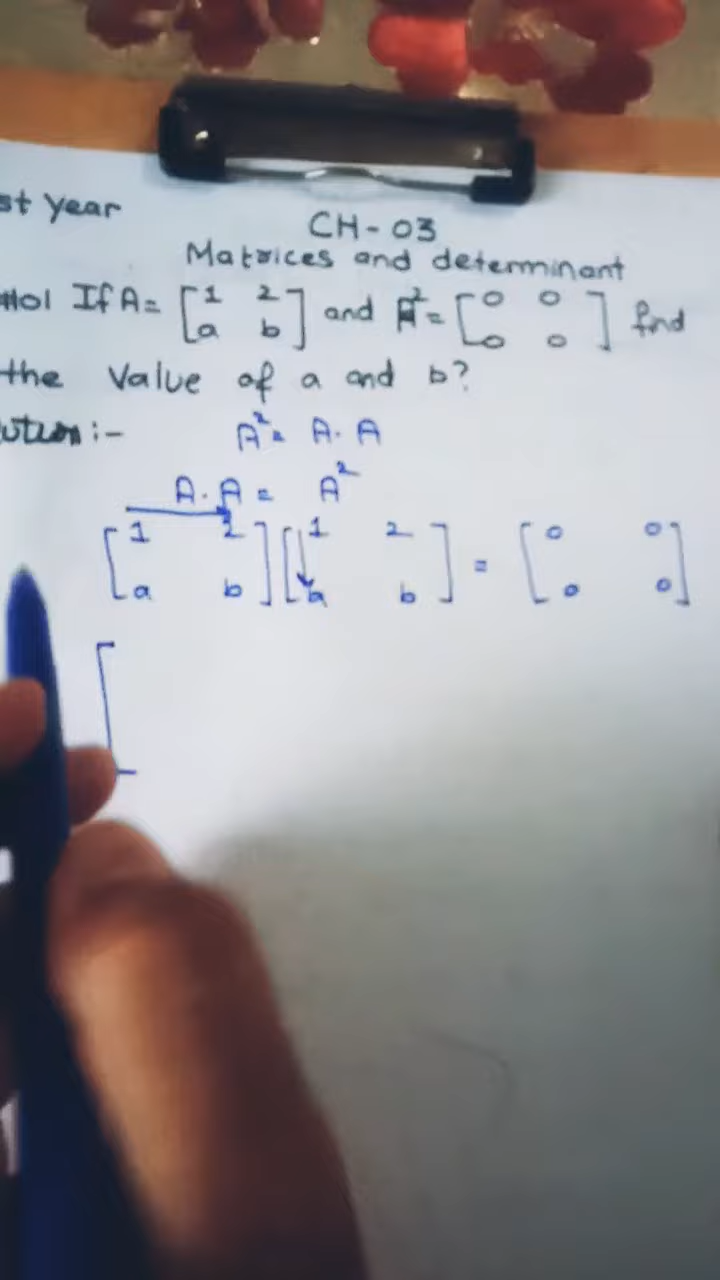 st year
CH-03
Matrices and determinant
If A = [1 2 a b] and A² = [0 0 0 0] find
the Value of a and b?
ution :-
A² = A. A
A. A = A²
[1 2 a b] [1 2 a b] = [0 0 0 0]
[